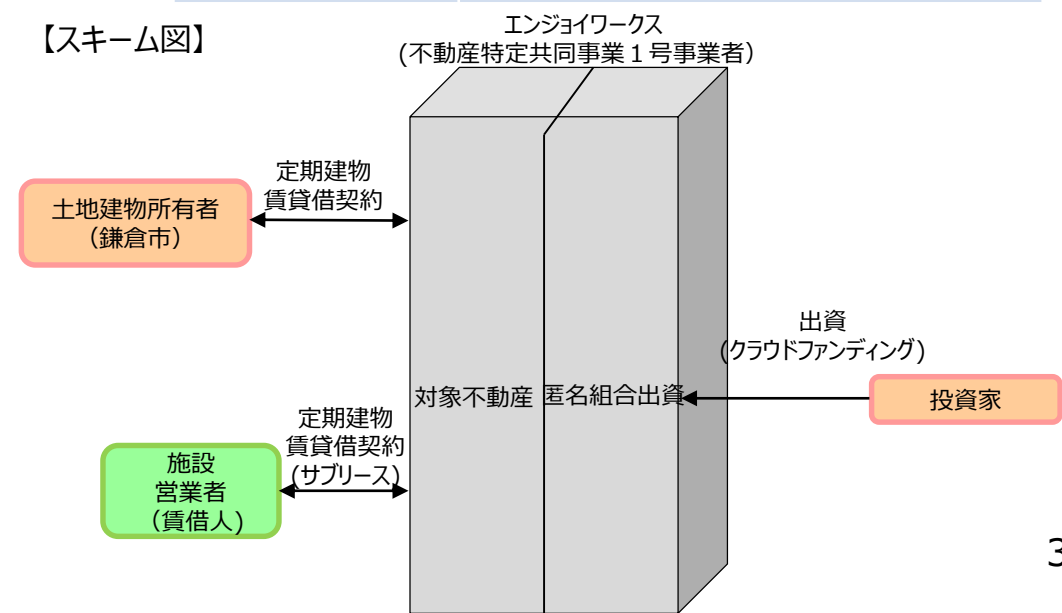 【スキーム図】
エンジョイワークス
(不動産特定共同事業１号事業者)
定期建物
賃貸借契約
土地建物所有者
（鎌倉市）
出資
(クラウドファンディング)
対象不動産
匿名組合出資
投資家
定期建物
賃貸借契約
(サブリース)
施設
営業者
（賃借人)
3